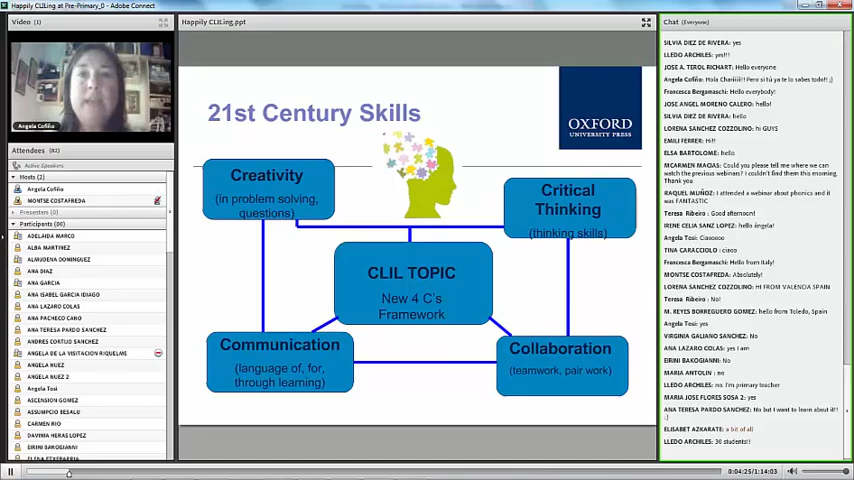 Happily CLILing at Pre-Primary_0 - Adobe Connect
Video (1)
Angela Cofiño
Attendees (82)
Active Speakers
Hosts (2)
Angela Cofiño
MONTSE COSTAFREDA
Presenters (0)
Participants (80)
ADELAIDA MARCO
ALBA MARTINEZ
ALMUDENA DOMINGUEZ
ANA DIAZ
ANA GARCIA
ANA ISABEL GARCIA IDIAGO
ANA LAZARO COLAS
ANA PACHECO CANO
ANA TERESA PARDO SANCHEZ
ANDRES CORTIJO SANCHEZ
ANGELA DE LA VISITACION RIQUELME
ANGELA NUEZ
ANGELA NUEZ 2
Angela Tosi
ASCENSION GOMEZ
ASSUMPCIO BESALU
CARMEN RIO
DAVINIA HERAS LOPEZ
EIRINI BAKOGIANNI
ELENA ETXEBARRIA
Happily CLILing.ppt
21st Century Skills
OXFORD
UNIVERSITY PRESS
Creativity
(in problem solving,
questions)
Critical
Thinking
(thinking skills)
CLIL TOPIC
New 4 C's
Framework
Communication
(language of, for,
through learning)
Collaboration
(teamwork, pair work)
Chat (Everyone)
SILVIA DIEZ DE RIVERA: yes
LLEDO ARCHILES: yes!!!
JOSE A. TEROL RICHART: Hello everyone
Angela Cofiño: Hola Chariiii!! Pero si tú ya te lo sabes todo!! ;)
Francesca Bergamaschi: Hello everybody!
JOSE ANGEL MORENO CALERO: hello!
SILVIA DIEZ DE RIVERA: hello
LORENA SANCHEZ COZZOLINO: hi GUYS
EMILI FERRER: Hi!!
ELSA BARTOLOME: hello
MCARMEN MACIAS: Could you please tell me where we can
watch the previous webinars? I couldn't find them this morning.
Thank you
RAQUEL MUÑOZ: I attended a webinar about phonics and it
was FANTASTIC
Teresa Ribeiro: Good afternoon!
IRENE CELIA SANZ LOPEZ: hello ángela!
Angela Tosi: Ciaoooo
TINA CARACCIOLO: ciaoo
Francesca Bergamaschi: Hello from Italy!
MONTSE COSTAFREDA: Absolutely!
LORENA SANCHEZ COZZOLINO: HI FROM VALENCIA SPAIN
Teresa Ribeiro: No!
M. REYES BORREGUERO GOMEZ: hello from Toledo, Spain
Angela Tosi: yes
VIRGINIA GALIANO SANCHEZ: No
ANA LAZARO COLAS: yes I am
EIRINI BAKOGIANNI: No
MARIA ANTOLIN: no
LLEDO ARCHILES: no. I'm primary teacher
MARIA JOSE FLORES SOSA 2: yes
ANA TERESA PARDO SANCHEZ: No but I want to learn about it!!
;)
ELISABET AZKARATE: a bit of all
LLEDO ARCHILES: 30 students!!
0:04:25/1:14:03